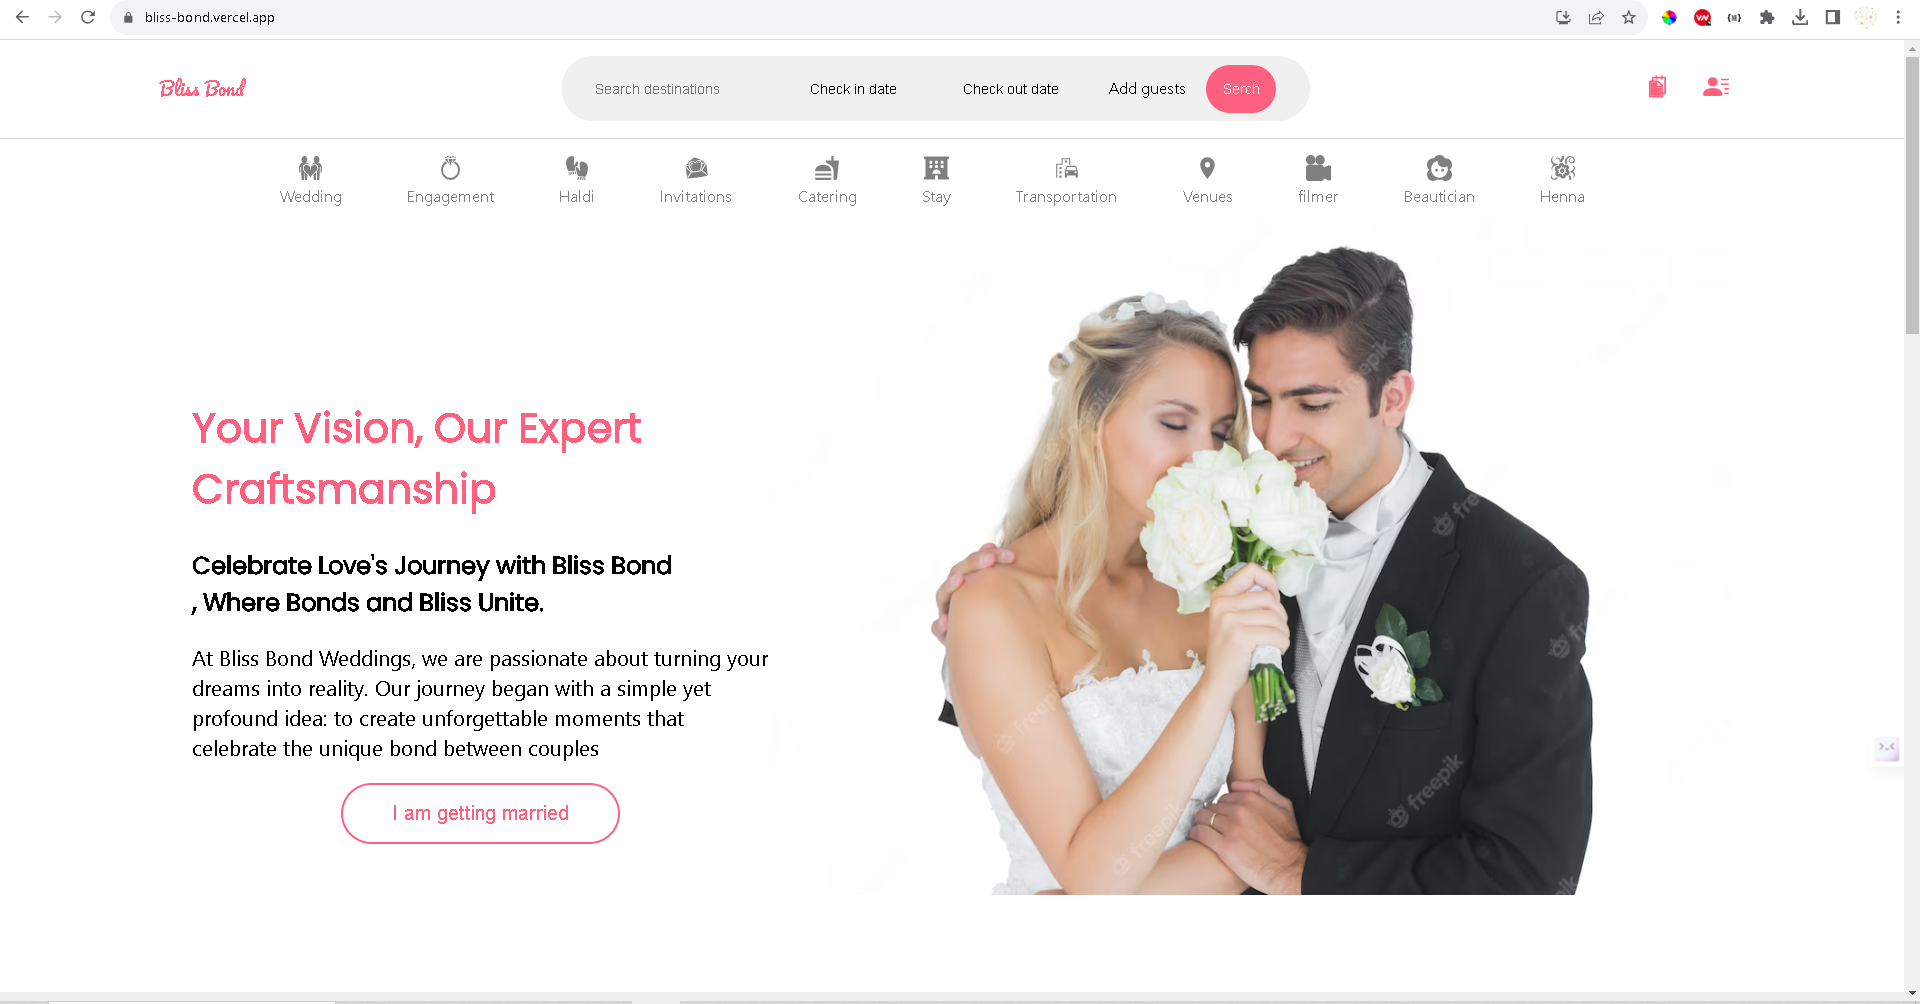 bliss-bond.vercel.app
Bliss Bond
Search destinations
Check in date
Check out date
Add guests
Serch
Wedding
Engagement
Haldi
Invitations
Catering
Stay
Transportation
Venues
filmer
Beautician
Henna
Your Vision, Our Expert
Craftsmanship
Celebrate Love's Journey with Bliss Bond
, Where Bonds and Bliss Unite.
At Bliss Bond Weddings, we are passionate about turning your
dreams into reality. Our journey began with a simple yet
profound idea: to create unforgettable moments that
celebrate the unique bond between couples
I am getting married
freepik
freepik
freepik
freepik